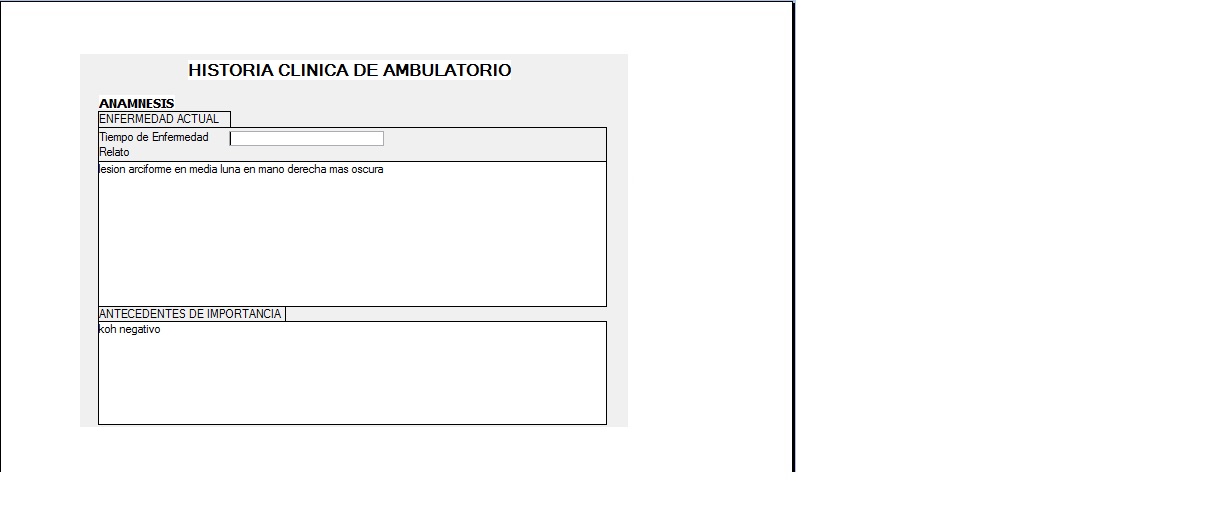 HISTORIA CLINICA DE AMBULATORIO
ANAMNESIS
ENFERMEDAD ACTUAL
Tiempo de Enfermedad
Relato
lesion arciforme en media luna en mano derecha mas oscura
ANTECEDENTES DE IMPORTANCIA
koh negativo